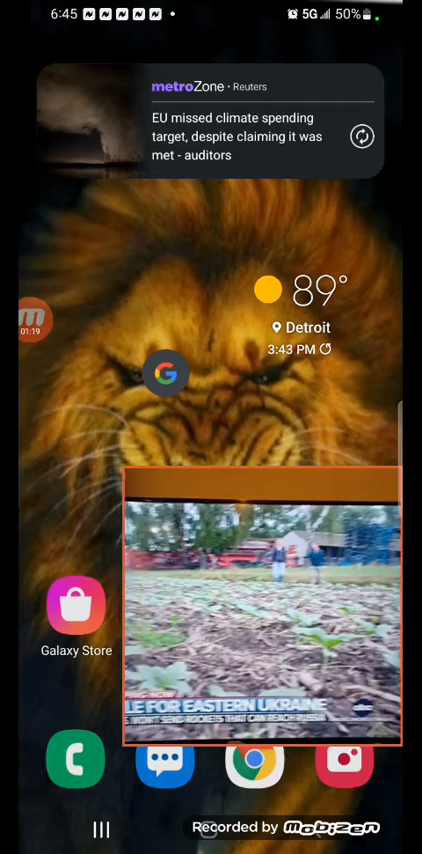 6:45
5G
50%
metroZone • Reuters
EU missed climate spending
target, despite claiming it was
met - auditors
89°
Detroit
3:43 PM
m
01:19
G
Galaxy Store
LE FOR EASTERN UKRAINE
S WON'T SEND ROCKETS THAT CAN REACH RUSSIA
abc
Recorded by Mobizen